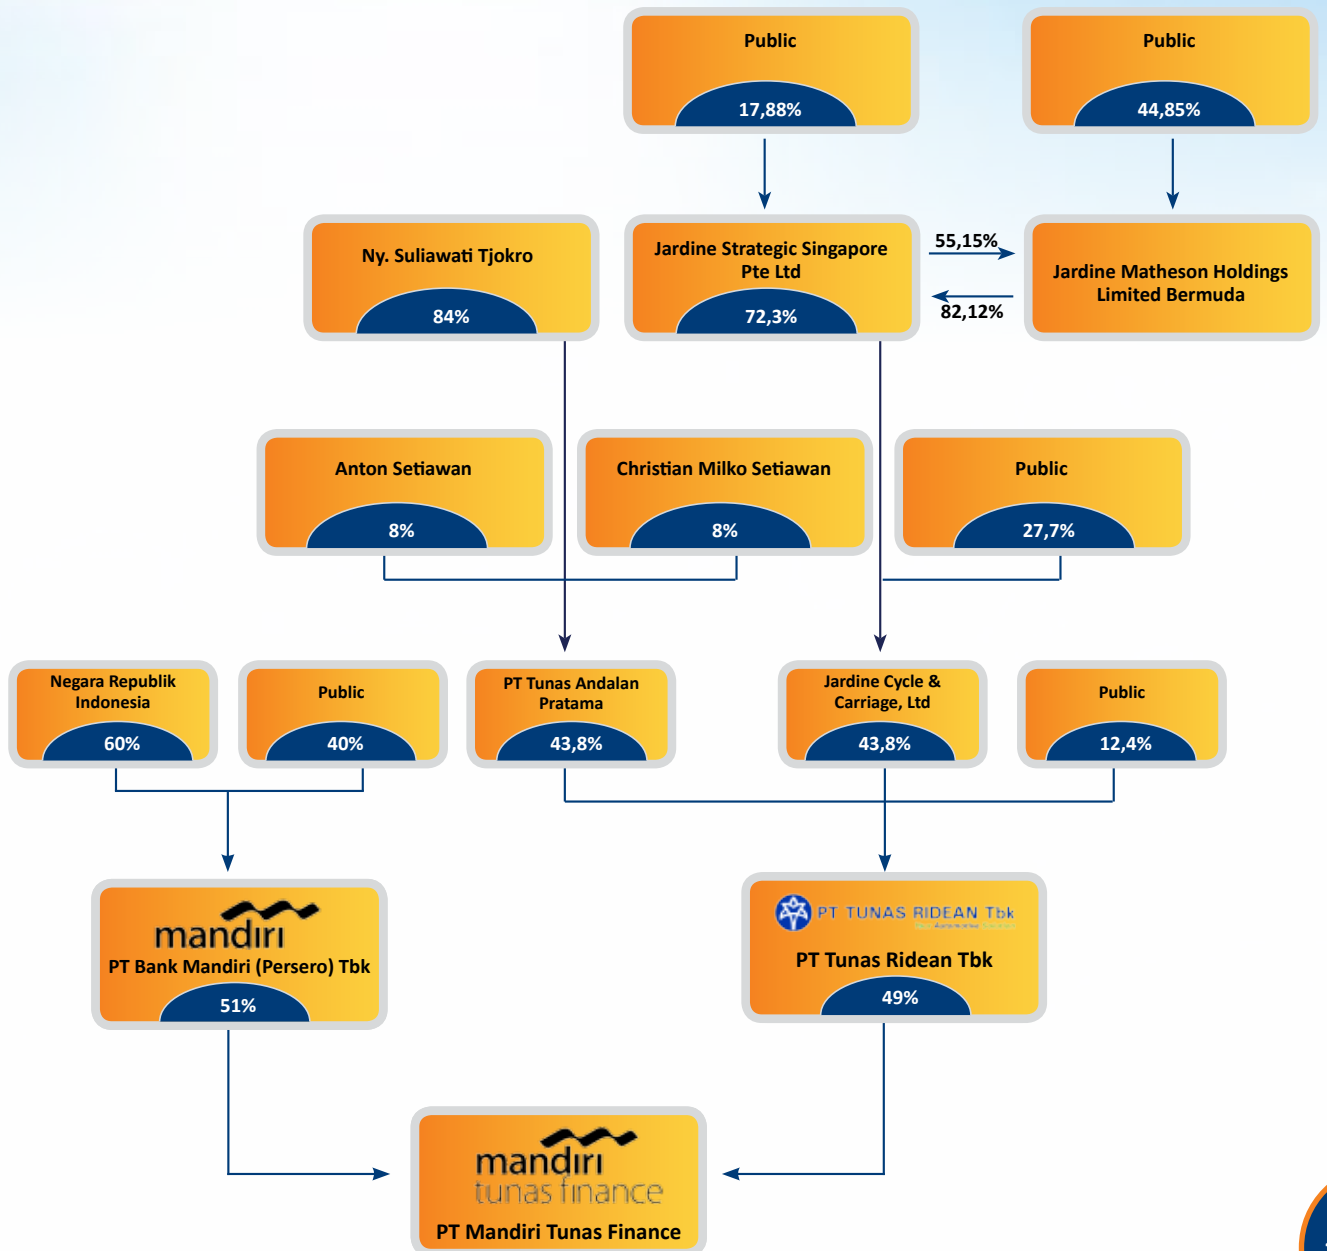 Public
17,88%
Public
44,85%
Ny. Suliawati Tjokro
84%
Jardine Strategic Singapore
Pte Ltd
72,3%
55,15%
82,12%
Jardine Matheson Holdings
Limited Bermuda
Anton Setiawan
8%
Christian Milko Setiawan
8%
Public
27,7%
Negara Republik
Indonesia
60%
Public
40%
PT Tunas Andalan
Pratama
43,8%
Jardine Cycle &
Carriage, Ltd
43,8%
Public
12,4%
mandiri
PT Bank Mandiri (Persero) Tbk
51%
PT TUNAS RIDEAN Tbk
PT Tunas Ridean Tbk
49%
mandiri
tunas finance
PT Mandiri Tunas Finance